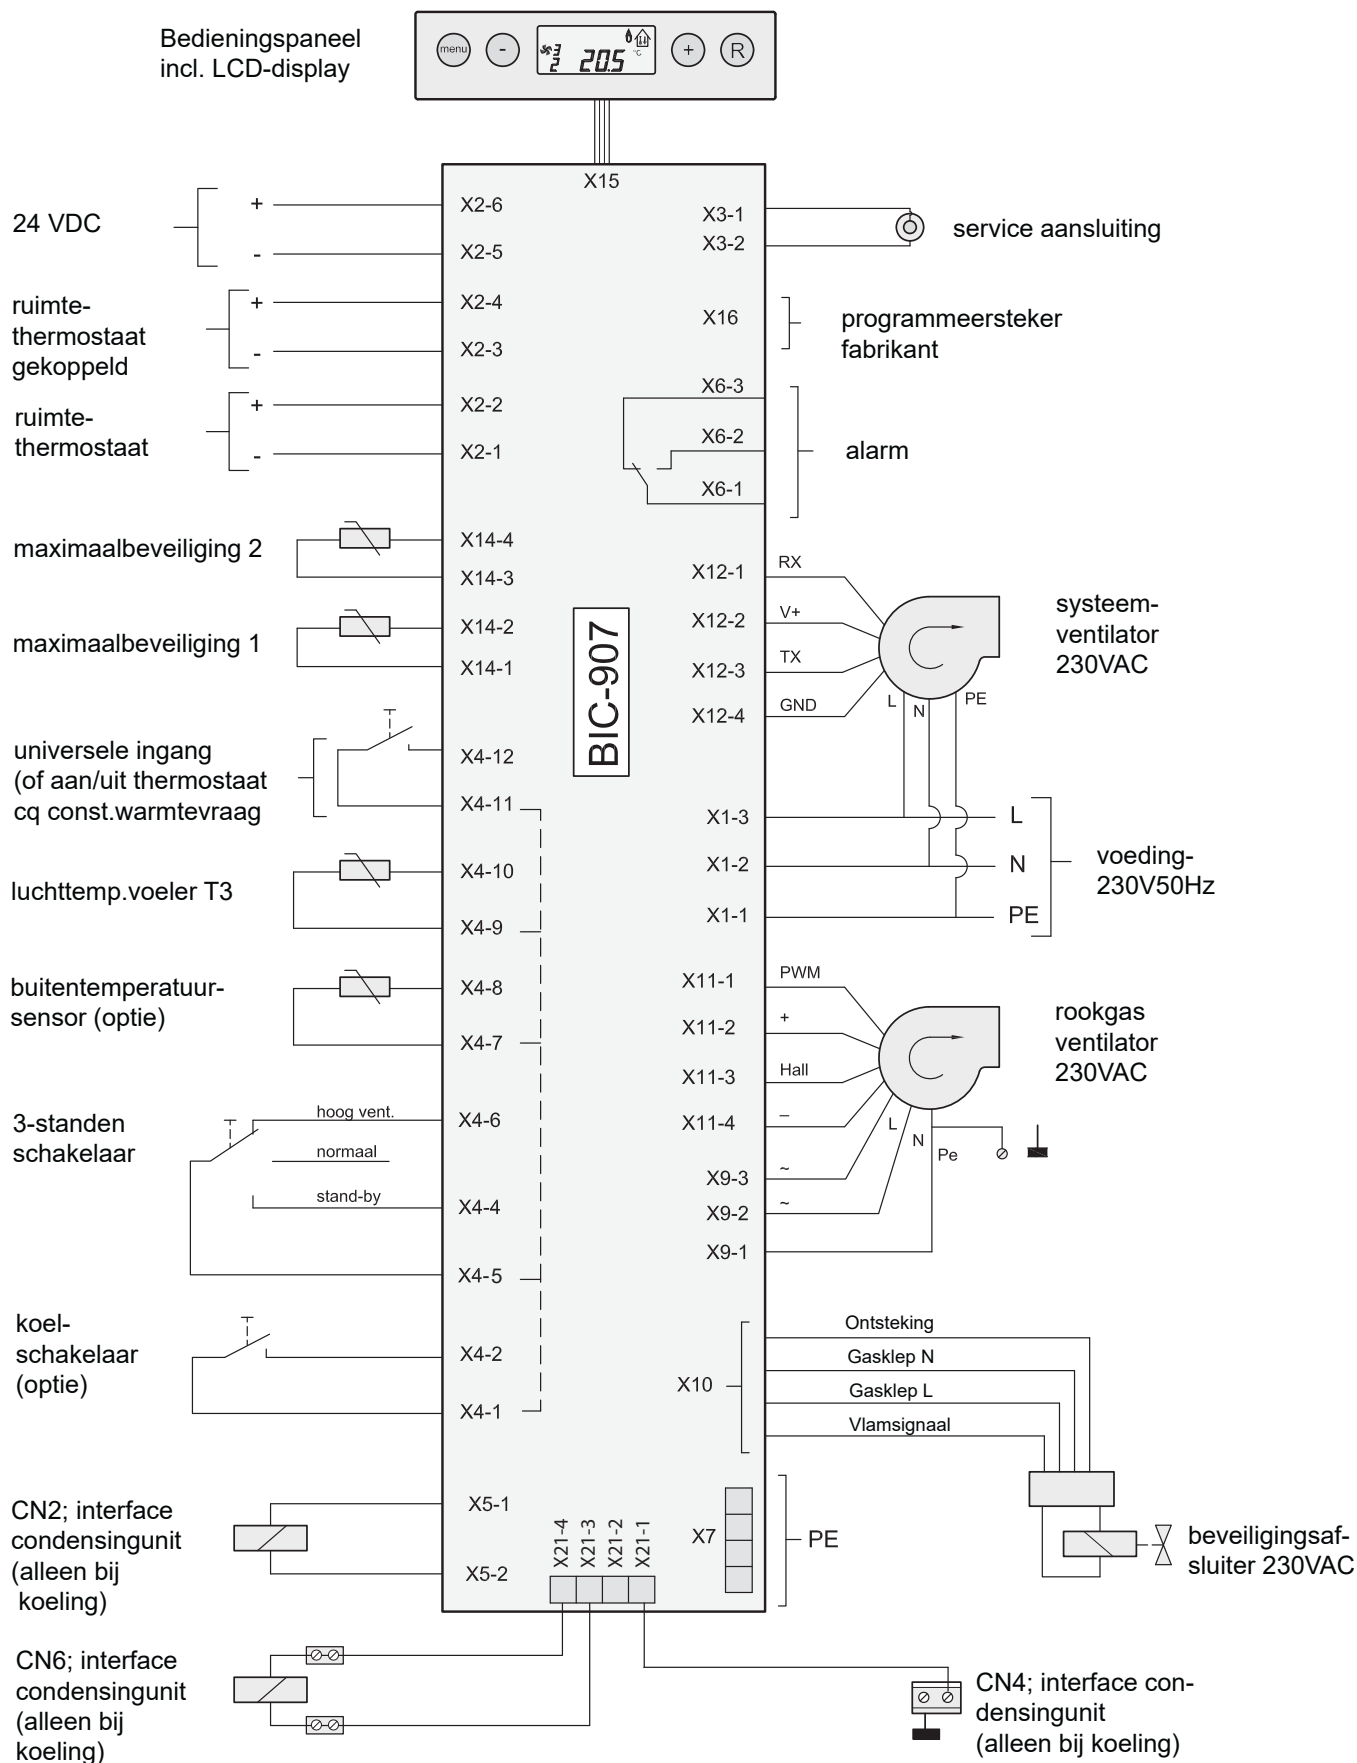 Bedieningspaneel
incl. LCD-display
menu
-
3
2
20.5
°C
+
R
X15
24 VDC
+
-
X2-6
X2-5
ruimte-
thermostaat
gekoppeld
+
-
X2-4
X2-3
ruimte-
thermostaat
+
-
X2-2
X2-1
maximaalbeveiliging 2
X14-4
X14-3
maximaalbeveiliging 1
X14-2
X14-1
universele ingang
(of aan/uit thermostaat
cq const.warmtevraag
X4-12
X4-11
luchttemp.voeler T3
X4-10
X4-9
buitentemperatuur-
sensor (optie)
X4-8
X4-7
3-standen
schakelaar
hoog vent.
normaal
stand-by
X4-6
X4-4
X4-5
koel-
schakelaar
(optie)
X4-2
X4-1
CN2; interface
condensingunit
(alleen bij
koeling)
X5-1
X5-2
CN6; interface
condensingunit
(alleen bij
koeling)
X21-4
X21-3
X21-2
X21-1
BIC-907
X3-1
X3-2
service aansluiting
X16
programmeersteker
fabrikant
X6-3
X6-2
X6-1
alarm
X12-1
RX
X12-2
V+
X12-3
TX
X12-4
GND
L
N
PE
systeem-
ventilator
230VAC
X1-3
L
X1-2
N
X1-1
PE
voeding-
230V50Hz
X11-1
PWM
X11-2
+
X11-3
Hall
X11-4
–
X9-3
~
X9-2
~
X9-1
L
N
Pe
rookgas
ventilator
230VAC
X10
Ontsteking
Gasklep N
Gasklep L
Vlamsignaal
beveiligingsaf-
sluiter 230VAC
X7
PE
CN4; interface con-
densingunit
(alleen bij koeling)